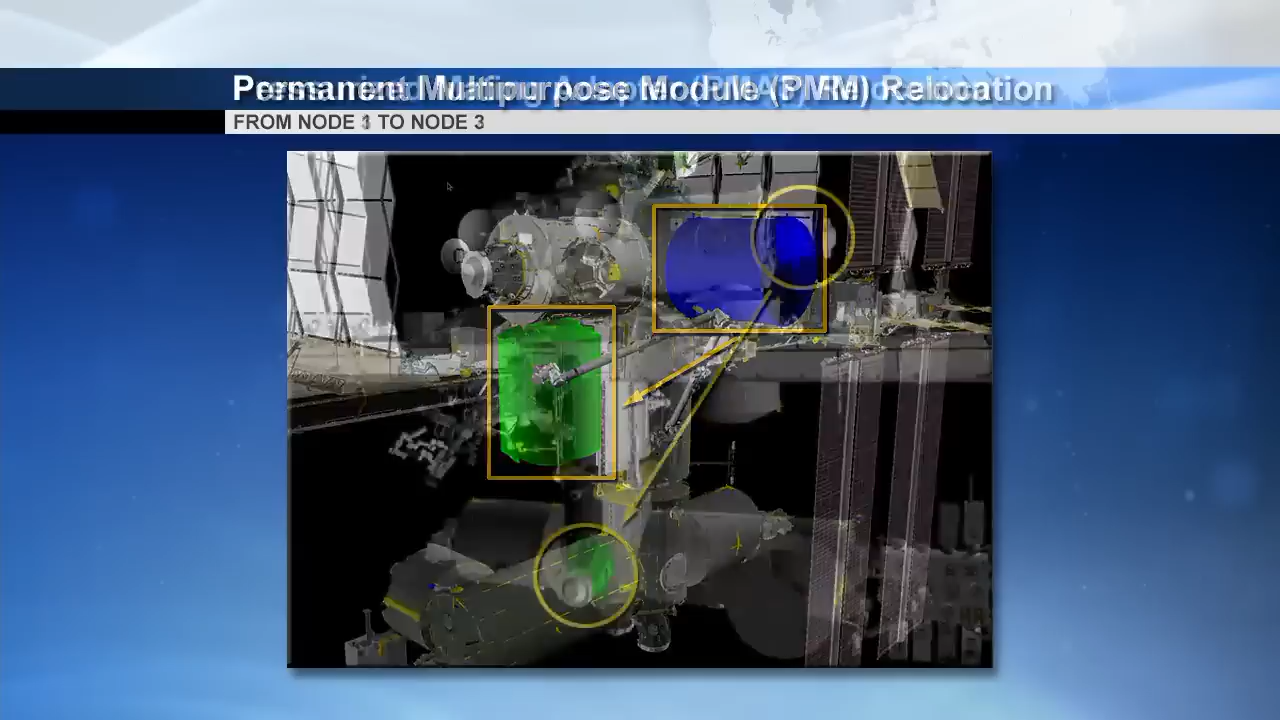 Permanent Multipurpose Module (PMM) Relocation
FROM NODE 1 TO NODE 3